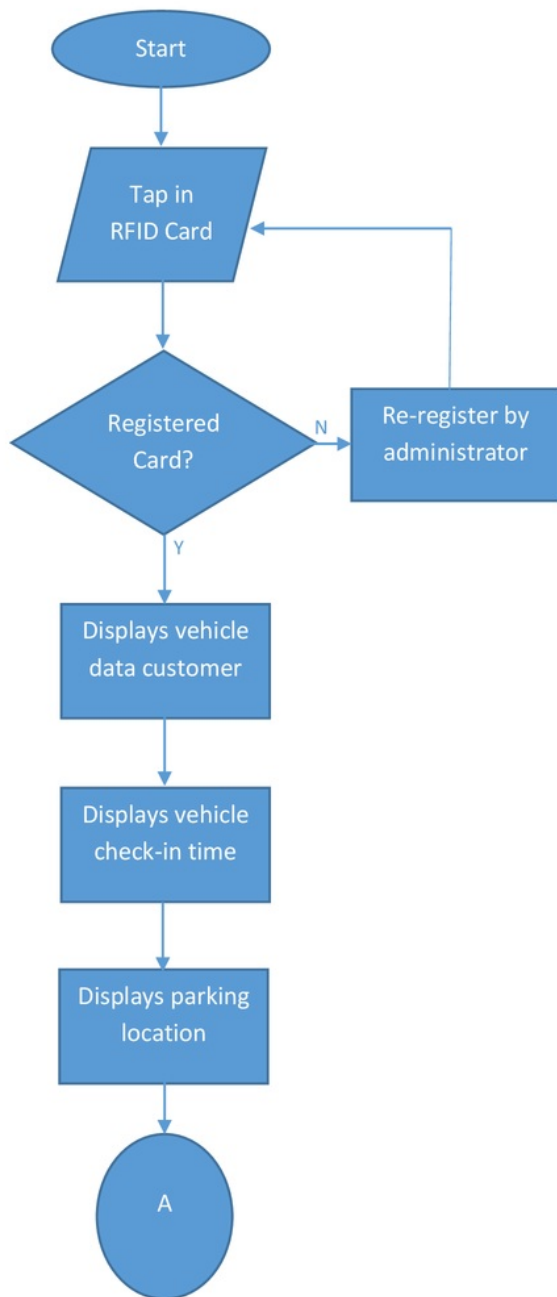 Start
Tap in
RFID Card
Registered
Card?
N
Re-register by
administrator
Y
Displays vehicle
data customer
Displays vehicle
check-in time
Displays parking
location
A